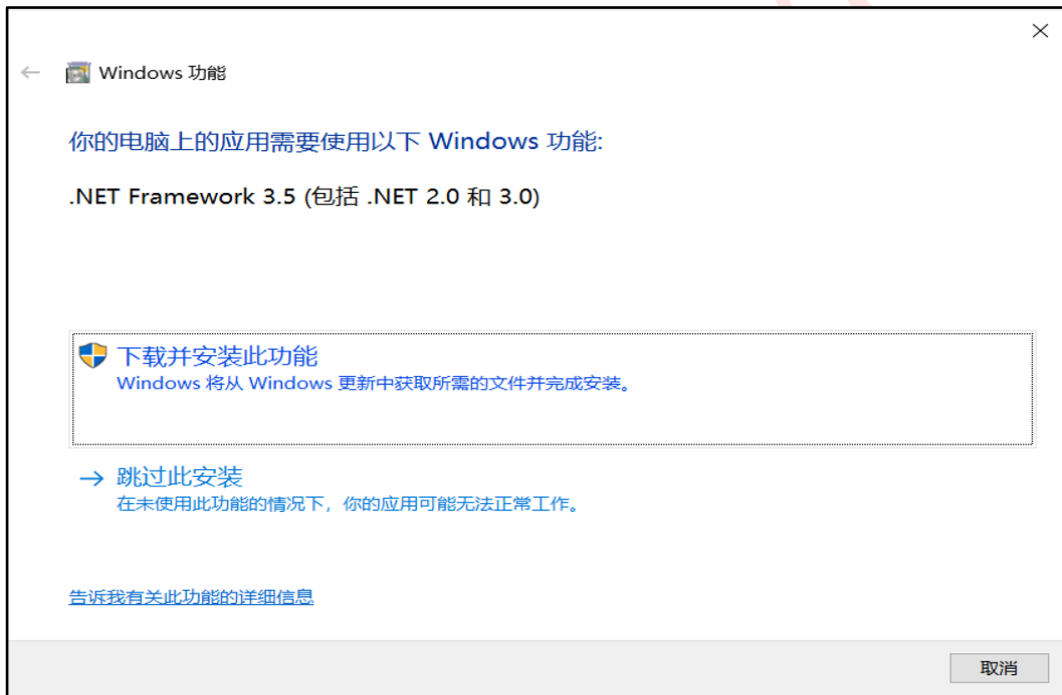 Windows 功能
你的电脑上的应用需要使用以下 Windows 功能:
.NET Framework 3.5 (包括 .NET 2.0 和 3.0)
下载并安装此功能
Windows 将从 Windows 更新中获取所需的文件并完成安装。
跳过此安装
在未使用此功能的情况下，你的应用可能无法正常工作。
告诉我有关此功能的详细信息
取消